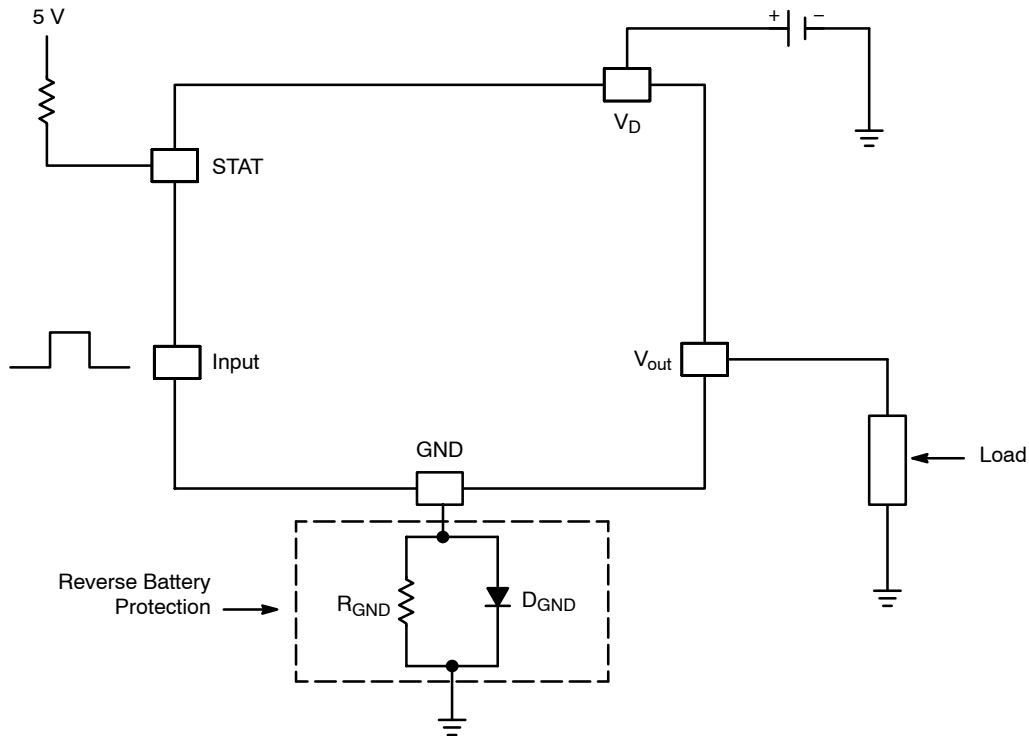 5 V
+ −
V_D
STAT
Input
V_out
GND
Load
Reverse Battery
Protection
R_GND
D_GND